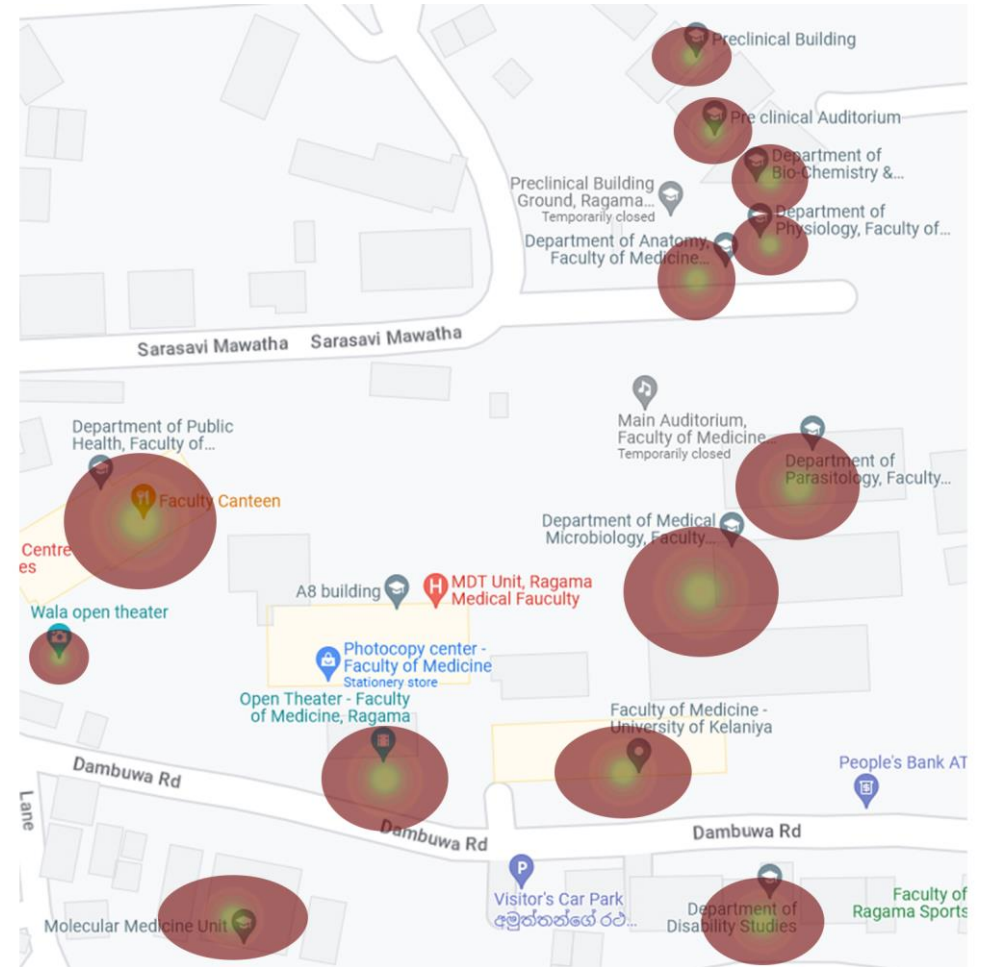 Preclinical Building
Pre clinical Auditorium
Department of
Bio-Chemistry &...
Preclinical Building
Ground, Ragama...
Temporarily closed
Department of
Physiology, Faculty of...
Department of Anatomy,
Faculty of Medicine...
Sarasavi Mawatha
Sarasavi Mawatha
Main Auditorium,
Faculty of Medicine...
Temporarily closed
Department of Public
Health, Faculty of...
Department of
Parasitology, Faculty...
Faculty Canteen
Department of Medical
Microbiology, Faculty...
Centre
es
A8 building
H
MDT Unit, Ragama
Medical Fauculty
Wala open theater
Photocopy center -
Faculty of Medicine
Stationery store
Open Theater - Faculty
of Medicine, Ragama
Faculty of Medicine -
University of Kelaniya
Dambuwa Rd
People's Bank AT
Lane
Dambuwa Rd
Dambuwa Rd
P
Visitor's Car Park
අමුත්තන්ගේ රථ...
Faculty of
Ragama Sports
Department of
Disability Studies
Molecular Medicine Unit